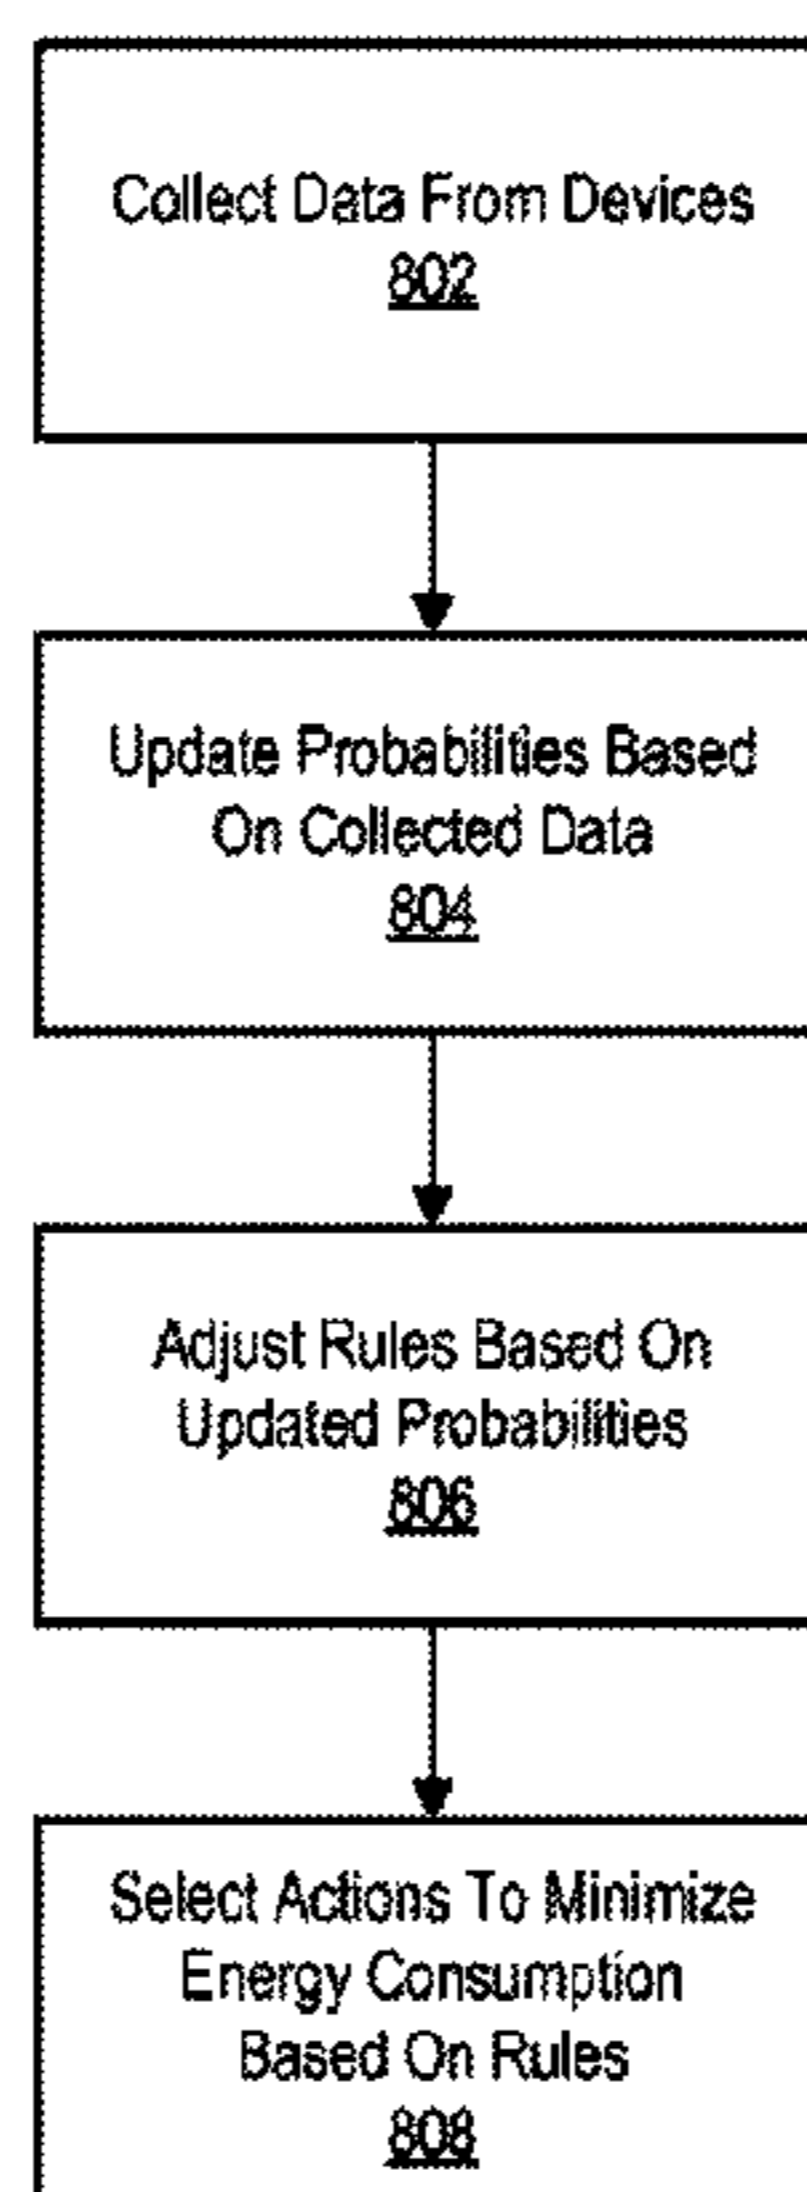 Collect Data From Devices
802
Update Probabilities Based
On Collected Data
804
Adjust Rules Based On
Updated Probabilities
806
Select Actions To Minimize
Energy Consumption
Based On Rules
808